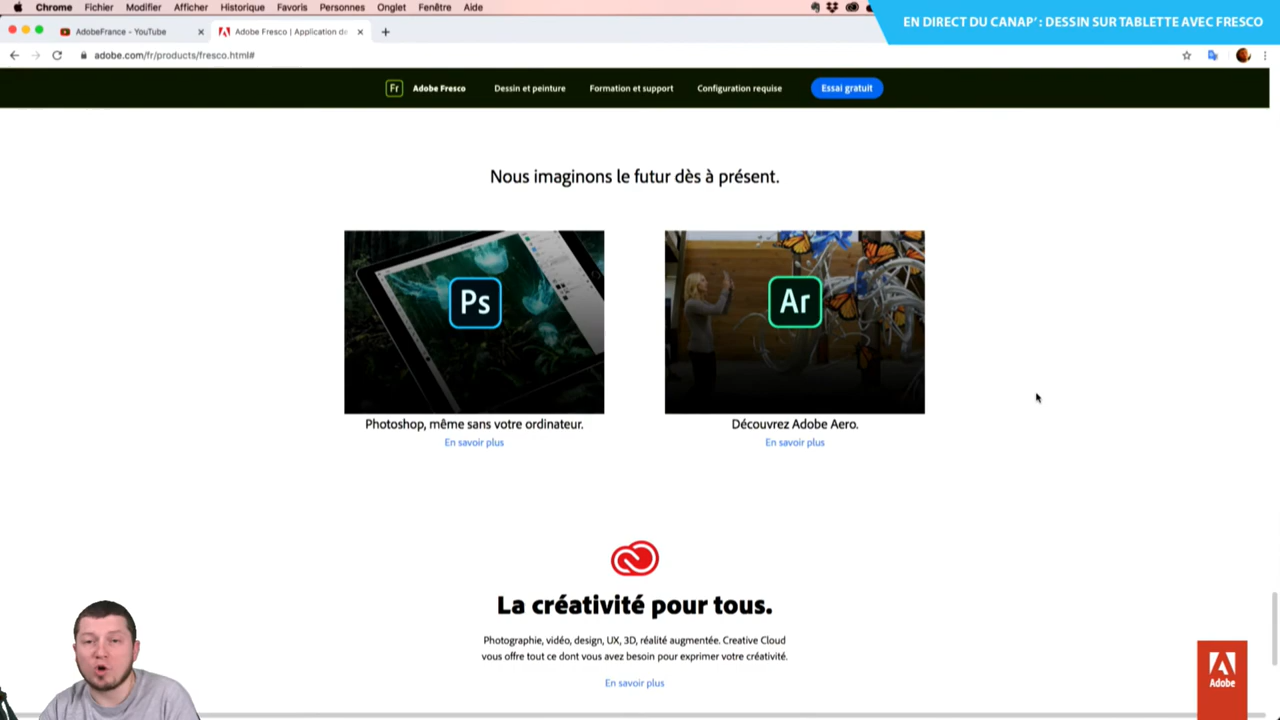 Chrome Fichier Modifier Afficher Historique Favoris Personnes Onglet Fenêtre Aide
EN DIRECT DU CANAP' : DESSIN SUR TABLETTE AVEC FRESCO
AdobeFrance - YouTube
Adobe Fresco | Application de
adobe.com/fr/products/fresco.html#
Fr Adobe Fresco Dessin et peinture Formation et support Configuration requise Essai gratuit
Nous imaginons le futur dès à présent.
Ps
Ar
Photoshop, même sans votre ordinateur.
En savoir plus
Découvrez Adobe Aero.
En savoir plus
La créativité pour tous.
Photographie, vidéo, design, UX, 3D, réalité augmentée. Creative Cloud
vous offre tout ce dont vous avez besoin pour exprimer votre créativité.
En savoir plus
Adobe